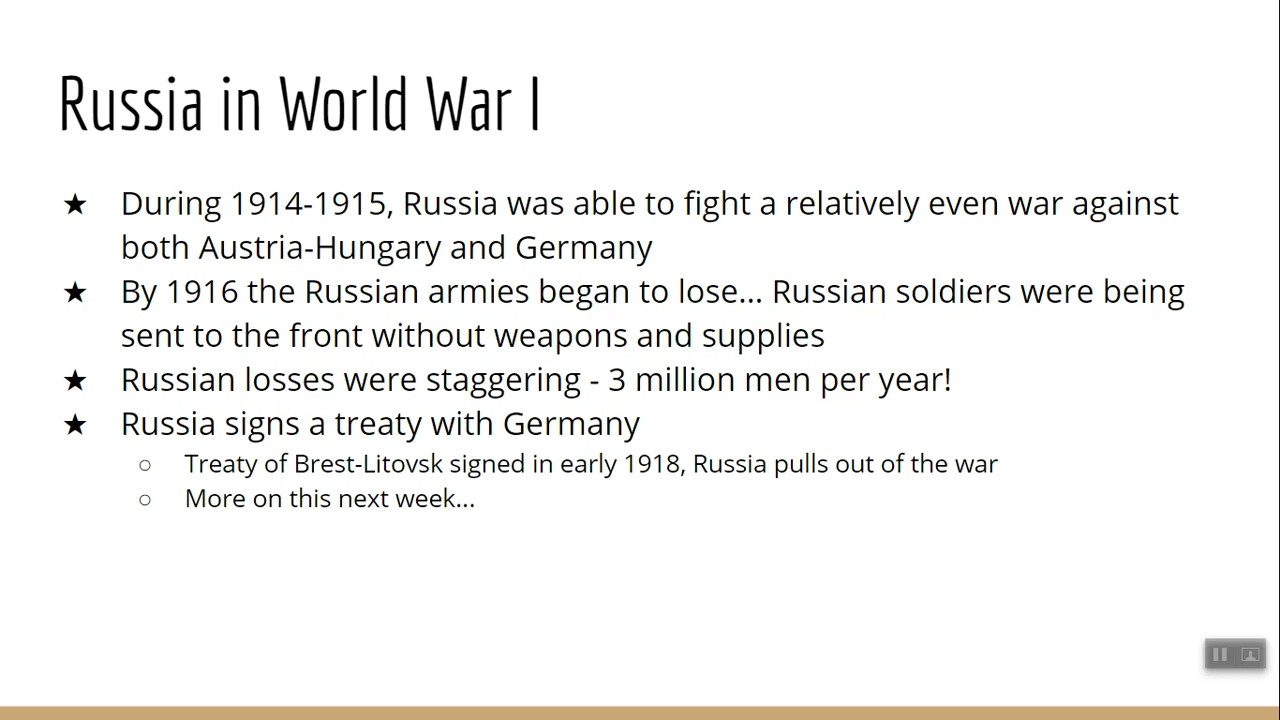 Russia in World War I
★ During 1914-1915, Russia was able to fight a relatively even war against
both Austria-Hungary and Germany
★ By 1916 the Russian armies began to lose... Russian soldiers were being
sent to the front without weapons and supplies
★ Russian losses were staggering - 3 million men per year!
★ Russia signs a treaty with Germany
○ Treaty of Brest-Litovsk signed in early 1918, Russia pulls out of the war
○ More on this next week...